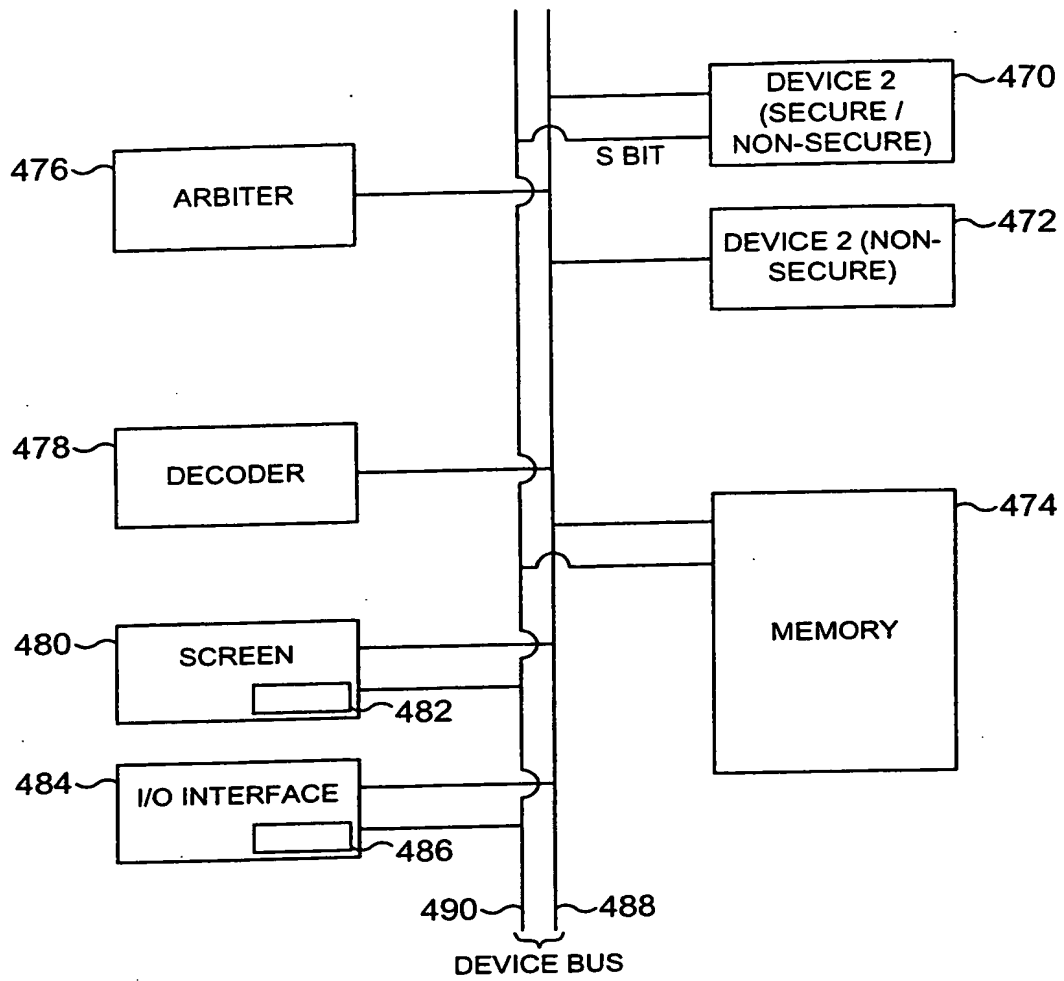 DEVICE 2
(SECURE /
NON-SECURE)
470
S BIT
476
ARBITER
DEVICE 2 (NON-
SECURE)
472
478
DECODER
474
MEMORY
480
SCREEN
482
484
I/O INTERFACE
486
490
488
DEVICE BUS